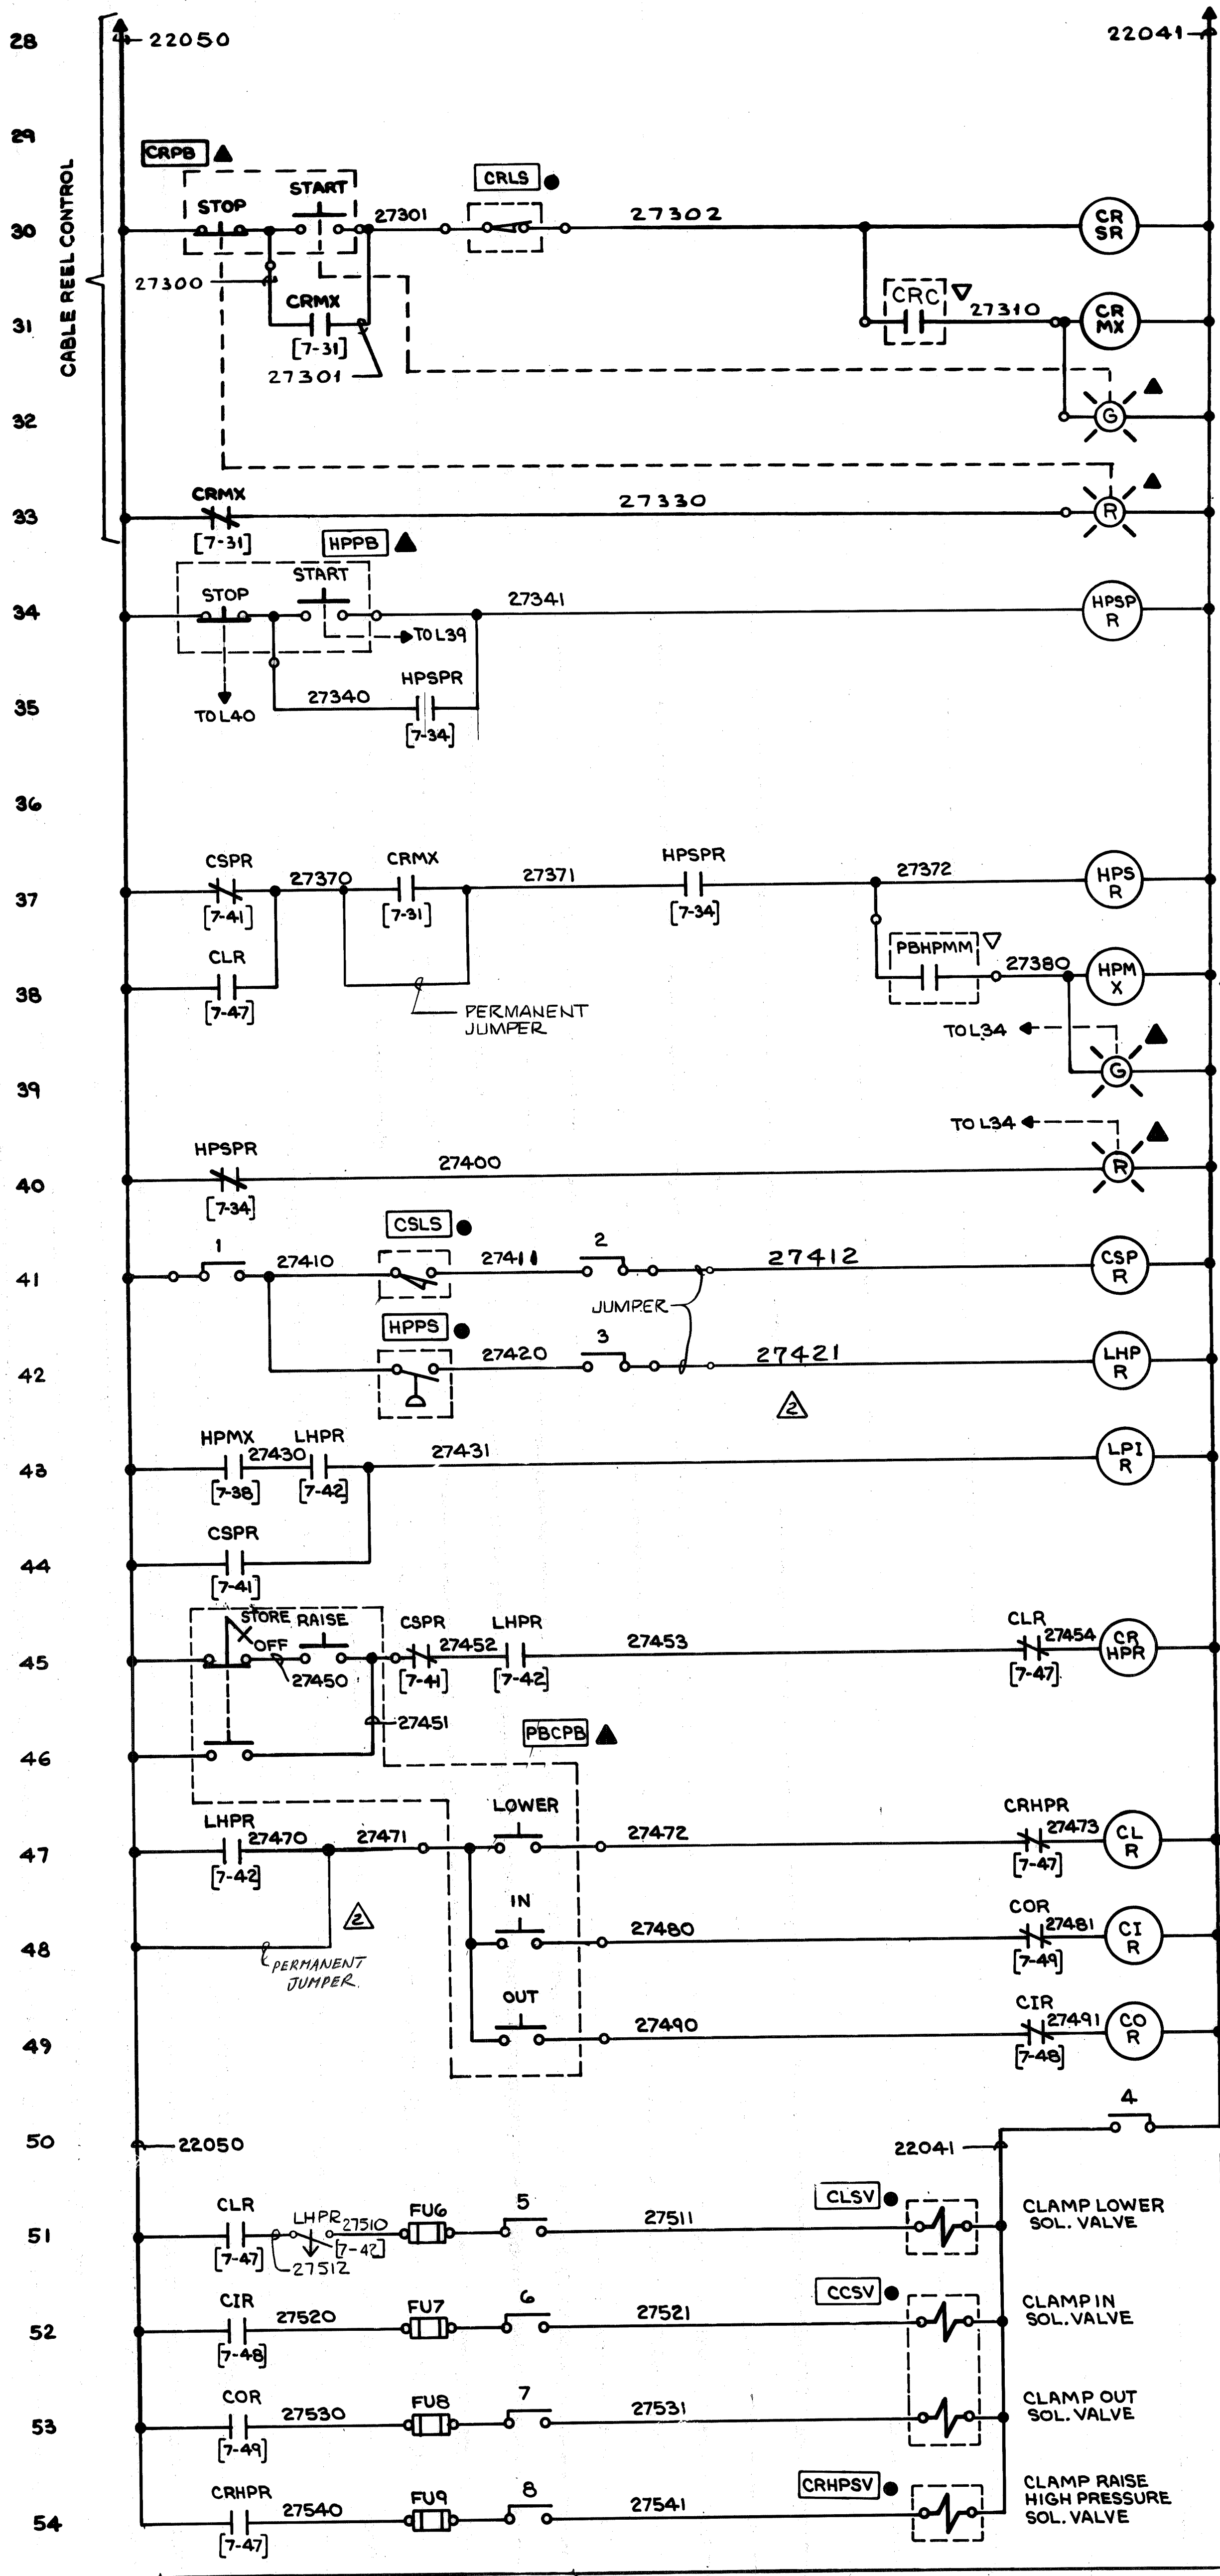 28
22050
22041
29
CABLE REEL CONTROL
CRPB
STOP
START
27301
CRLS
27302
CR
SR
30
27300
CRMX
[7-31]
27301
CRC
27310
CR
MX
31
32
G
CRMX
[7-31]
27330
R
33
HPPB
STOP
START
27341
HPSP
R
34
TO L39
TO L40
27340
HPSPR
[7-34]
35
36
CSPR
[7-41]
27370
CRMX
[7-31]
27371
HPSPR
[7-34]
27372
HPS
R
37
CLR
[7-47]
PERMANENT
JUMPER
PBHPMM
27380
HPM
X
38
TO L34
G
39
TO L34
HPSPR
[7-34]
27400
R
40
1
27410
CSLS
27411
2
27412
CSP
R
41
JUMPER
HPPS
27420
3
27421
LHP
R
42
2
HPMX
[7-38]
27430
LHPR
[7-42]
27431
LPI
R
43
CSPR
[7-41]
44
STORE
OFF
RAISE
27450
CSPR
[7-41]
27452
LHPR
[7-42]
27453
CLR
[7-47]
27454
CR
HPR
45
27451
PBCPB
46
LHPR
[7-42]
27470
27471
LOWER
27472
CRHPR
[7-47]
27473
CL
R
47
2
PERMANENT
JUMPER
IN
27480
COR
[7-49]
27481
CI
R
48
OUT
27490
CIR
[7-48]
27491
CO
R
49
4
50
22050
22041
CLR
[7-47]
LHPR
27510
[7-42]
27512
FU6
5
27511
CLSV
CLAMP LOWER
SOL. VALVE
51
CIR
[7-48]
27520
FU7
6
27521
CCSV
CLAMP IN
SOL. VALVE
52
COR
[7-49]
27530
FU8
7
27531
CLAMP OUT
SOL. VALVE
53
CRHPR
[7-47]
27540
FU9
8
27541
CRHPSV
CLAMP RAISE
HIGH PRESSURE
SOL. VALVE
54